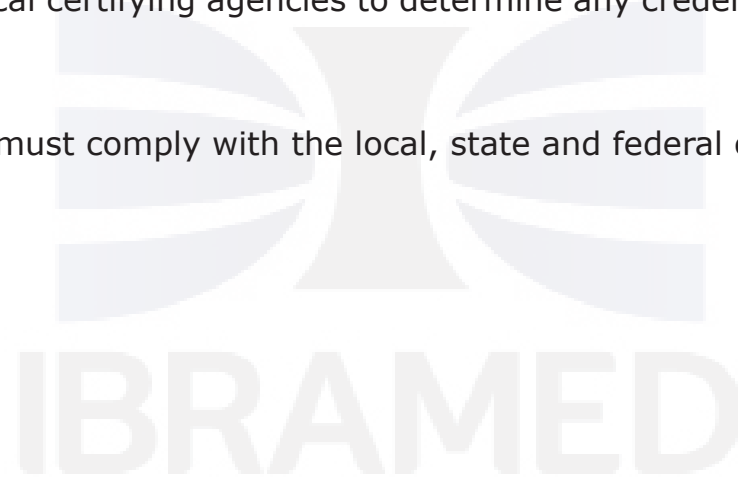 cal certifying agencies to determine any creden
must comply with the local, state and federal
IBRAMED